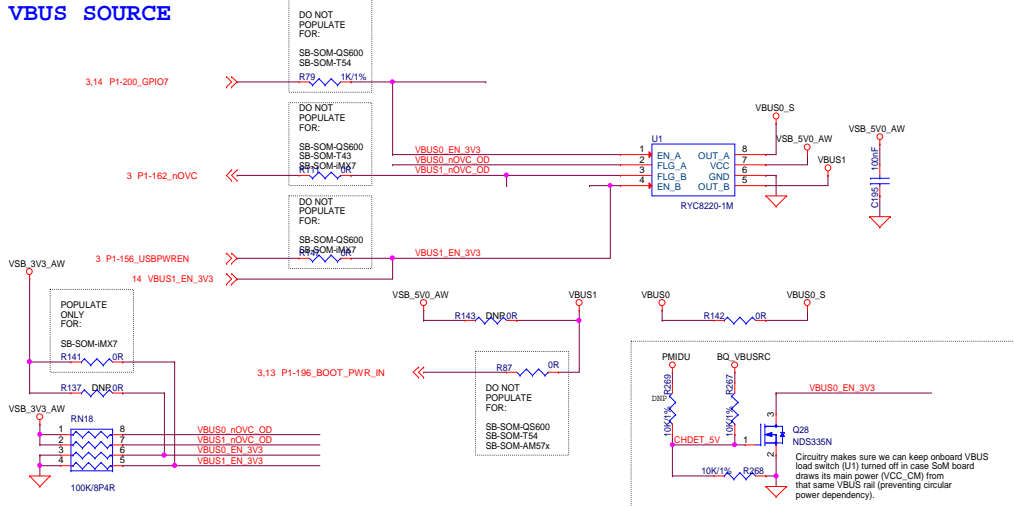 VBUS SOURCE
DO NOT
POPULATE
FOR:
SB-SOM-QS600
SB-SOM-T54
3,14 P1-200_GPIO7
R79 1K/1%
DO NOT
POPULATE
FOR:
SB-SOM-QS600
SB-SOM-T43
SB-SOM-iMX7
3 P1-162_nOVC
0R
VBUS0_EN_3V3
VBUS0_nOVC_OD
VBUS1_nOVC_OD
U1
1 EN_A OUT_A 8
2 FLG_A VCC 7
3 FLG_B GND 6
4 EN_B OUT_B 5
RYC8220-1M
VBUS0_S
VSB_5V0_AW
VBUS1
VSB_5V0_AW
100nF
C195
DO NOT
POPULATE
FOR:
SB-SOM-QS600
SB-SOM-iMX7
3 P1-156_USBPWREN
0R
VBUS1_EN_3V3
14 VBUS1_EN_3V3
VSB_3V3_AW
POPULATE
ONLY
FOR:
SB-SOM-iMX7
R141 0R
R137 DNP 0R
VSB_3V3_AW
RN18
1 8 VBUS0_nOVC_OD
2 7 VBUS1_nOVC_OD
3 6 VBUS0_EN_3V3
4 5 VBUS1_EN_3V3
100K/8P4R
VSB_5V0_AW
VBUS1
R143 DNP 0R
3,13 P1-196_BOOT_PWR_IN
R87 0R
DO NOT
POPULATE
FOR:
SB-SOM-QS600
SB-SOM-T54
SB-SOM-AM57x
VBUS0
VBUS0_S
R142 0R
PMIDU
BQ_VBUSRC
R269
DNP
10K/1%
R267
10K/1%
VBUS0_EN_3V3
CHDET_5V
1
3
2
Q28
NDS335N
10K/1% R268
Circuitry makes sure we can keep onboard VBUS
load switch (U1) turned off in case SoM board
draws its main power (VCC_CM) from
that same VBUS rail (preventing circular
power dependency).